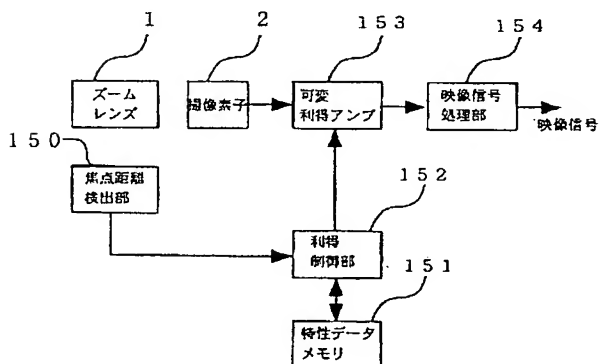 1
2
153
154
ズーム
レンズ
撮像素子
可変
利得アンプ
映像信号
処理部
映像信号
150
焦点距離
検出部
152
利得
制御部
151
特性データ
メモリ